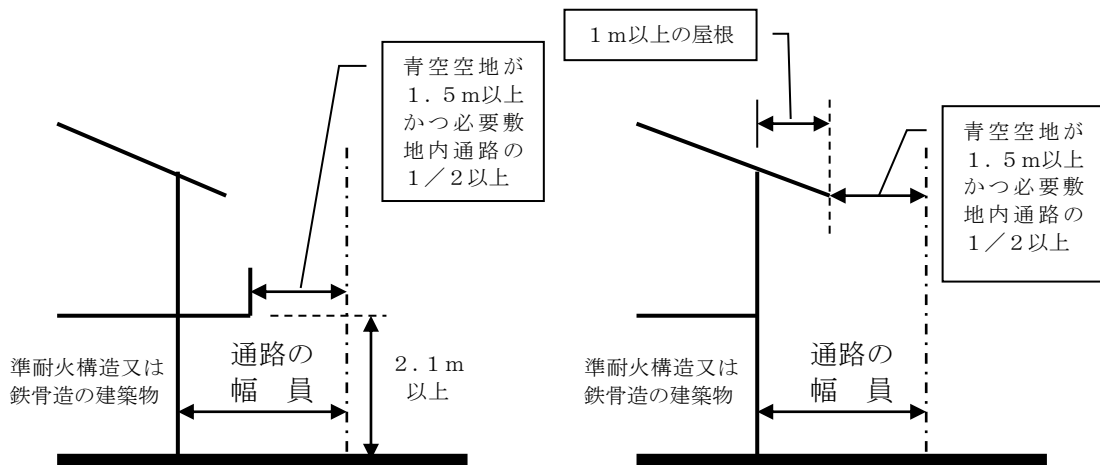 青空空地が
１．５ｍ以上
かつ必要敷
地内通路の
１／２以上
通路の
幅　員
２.１ｍ
以上
準耐火構造又は
鉄骨造の建築物
１ｍ以上の屋根
青空空地が
１．５ｍ以上
かつ必要敷
地内通路の
１／２以上
通路の
幅　員
準耐火構造又は
鉄骨造の建築物